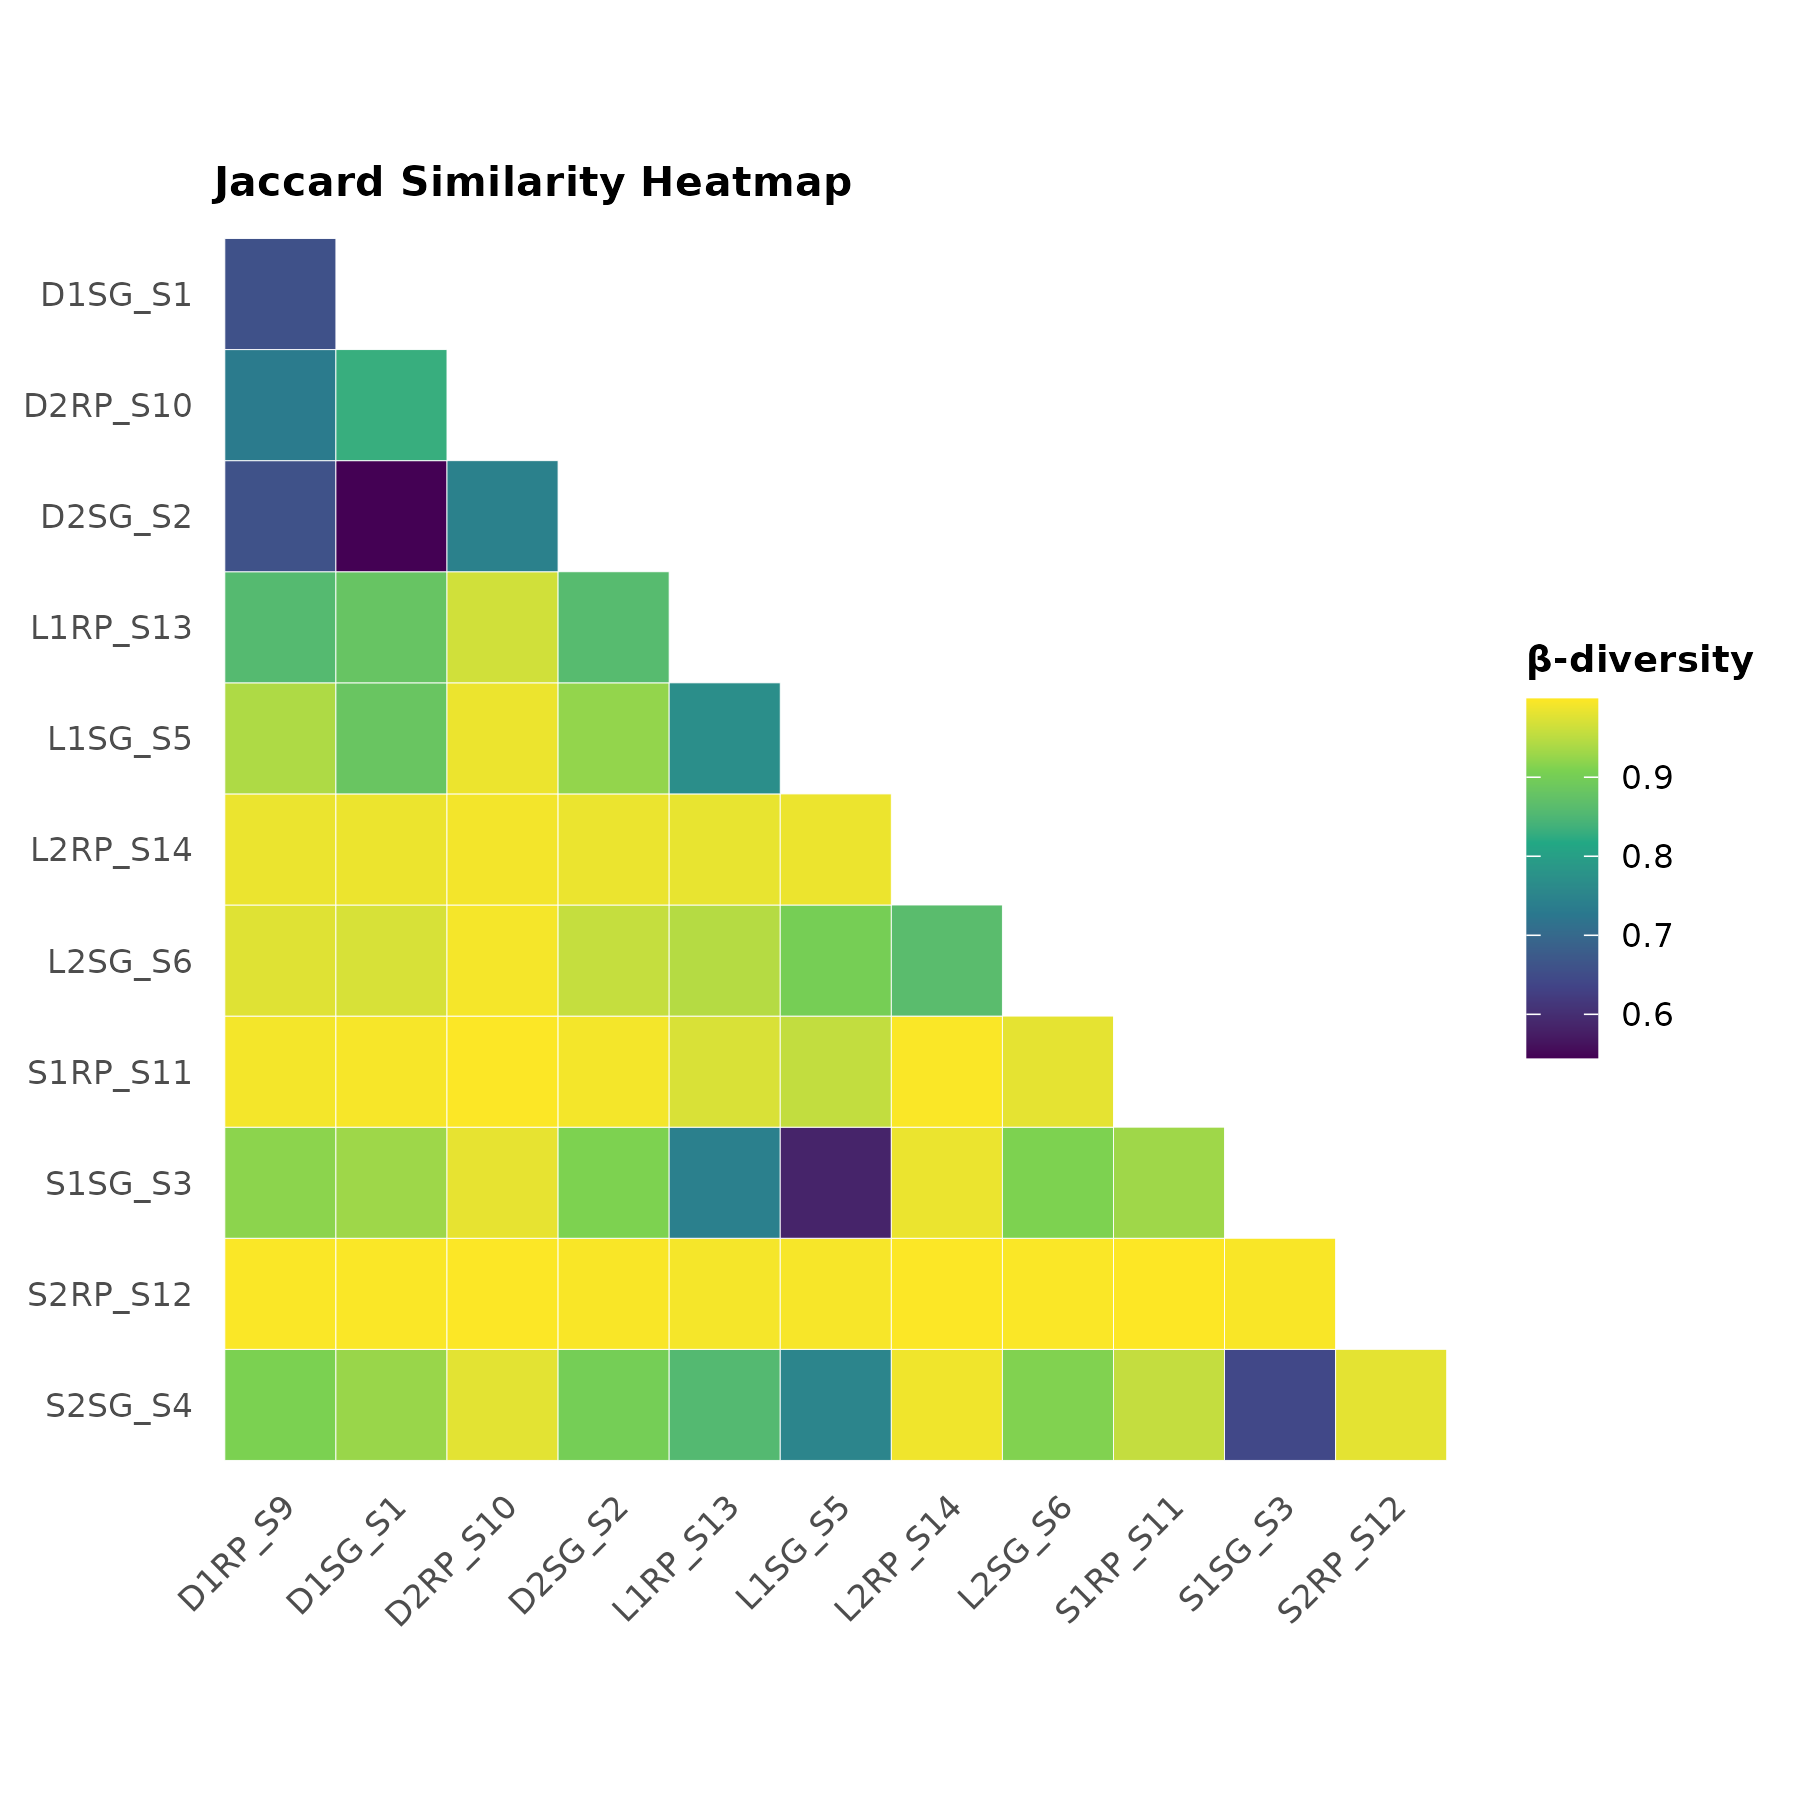 Jaccard Similarity Heatmap
D1SG_S1
D2RP_S10
D2SG_S2
L1RP_S13
L1SG_S5
L2RP_S14
L2SG_S6
S1RP_S11
S1SG_S3
S2RP_S12
S2SG_S4
D1RP_S9
D1SG_S1
D2RP_S10
D2SG_S2
L1RP_S13
L1SG_S5
L2RP_S14
L2SG_S6
S1RP_S11
S1SG_S3
S2RP_S12
β-diversity
0.9
0.8
0.7
0.6